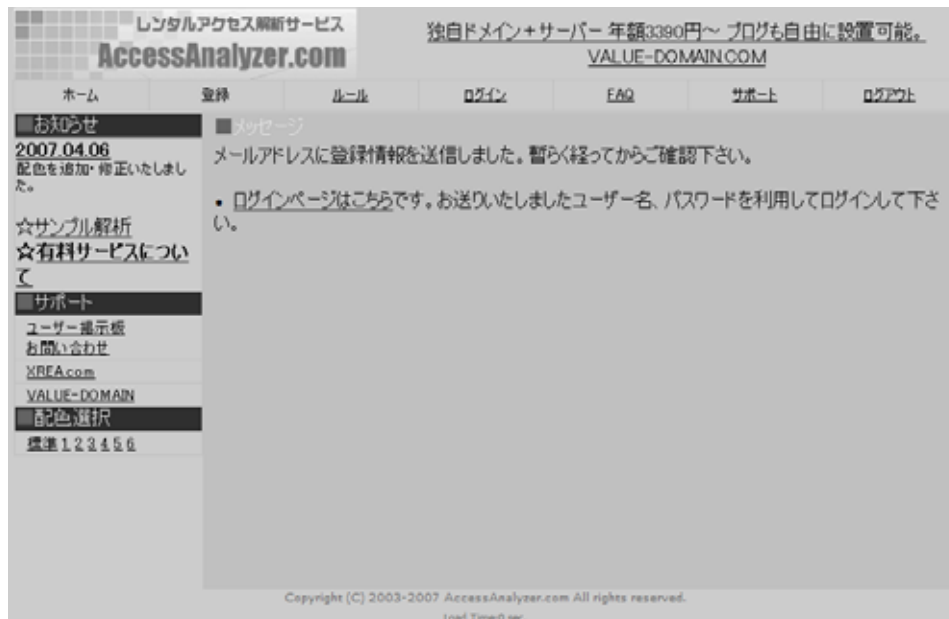 レンタルアクセス解析サービス
AccessAnalyzer.com
独自ドメイン+サーバー 年額3390円~ ブログも自由に設置可能。
VALUE-DOMAIN.COM
ホーム 登録 ルール ログイン FAQ サポート ログアウト
■お知らせ
2007.04.06
配色を追加・修正いたしまし
た。
☆サンプル解析
☆有料サービスについ
て
■サポート
ユーザー掲示板
お問い合わせ
XREA.com
VALUE-DOMAIN
■配色選択
標準 1 2 3 4 5 6
■メッセージ
メールアドレスに登録情報を送信しました。暫らく経ってからご確認下さい。
• ログインページはこちらです。お送りいたしましたユーザー名、パスワードを利用してログインして下さ
い。
Copyright (C) 2003-2007 AccessAnalyzer.com All rights reserved.
Load Time:0 sec